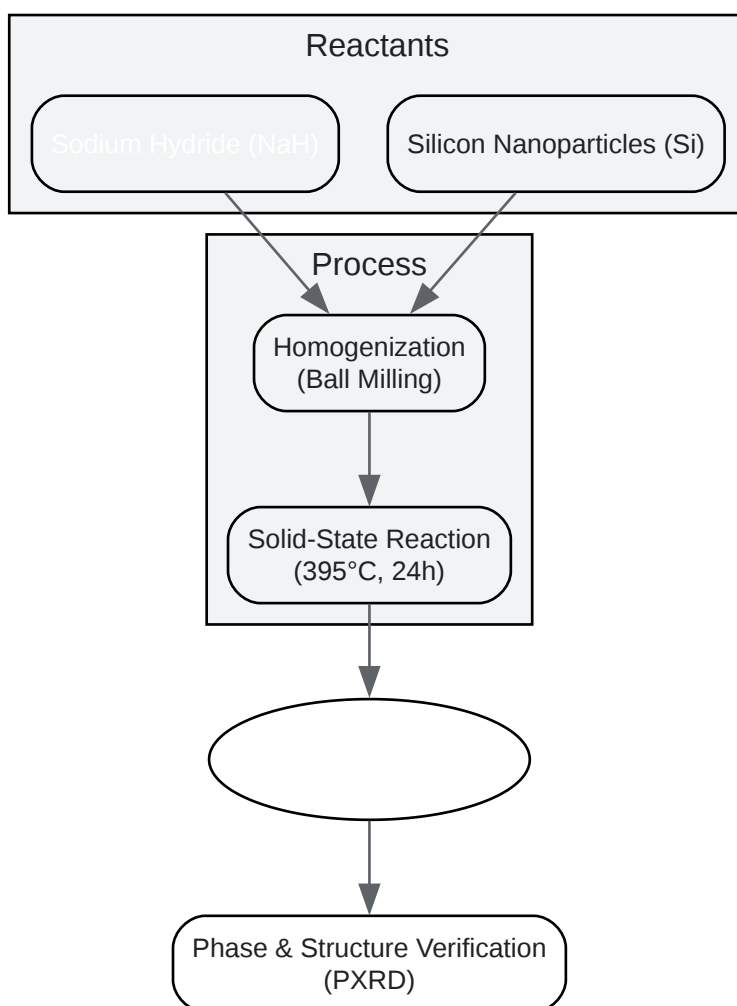 Reactants
Sodium Hydride (NaH)
Silicon Nanoparticles (Si)
Process
Homogenization
(Ball Milling)
Solid-State Reaction
(395°C, 24h)
Phase & Structure Verification
(PXRD)